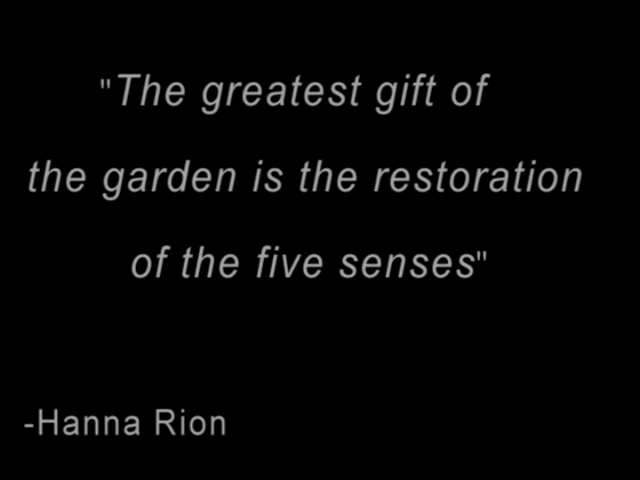 "The greatest gift of
the garden is the restoration
of the five senses"
-Hanna Rion